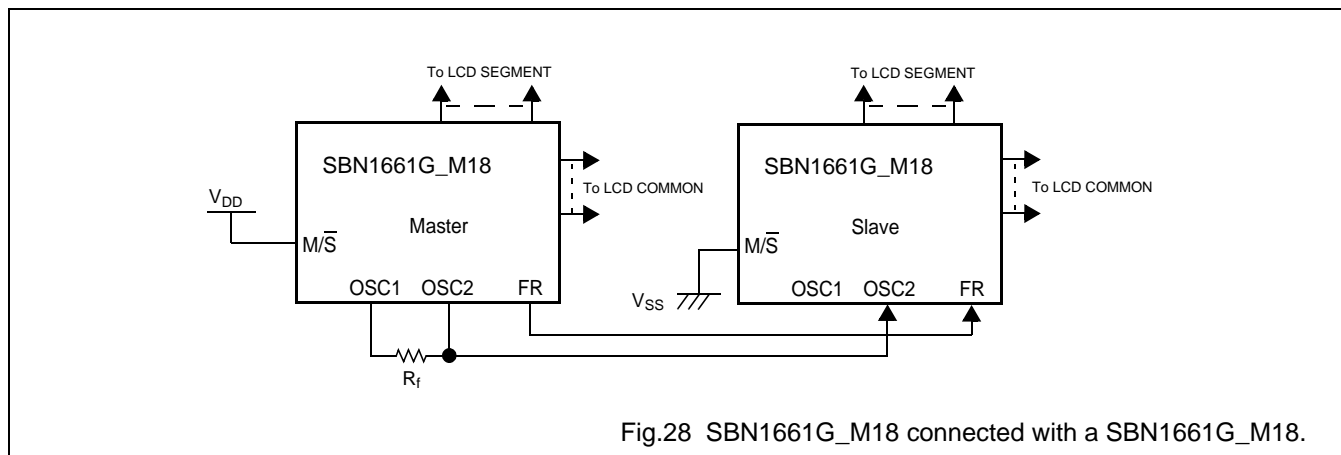 To LCD SEGMENT
SBN1661G_M18
To LCD COMMON
VDD
Master
M/S̅
OSC1 OSC2 FR
Rf
To LCD SEGMENT
SBN1661G_M18
To LCD COMMON
Slave
M/S̅
VSS
OSC1 OSC2 FR
Fig.28 SBN1661G_M18 connected with a SBN1661G_M18.